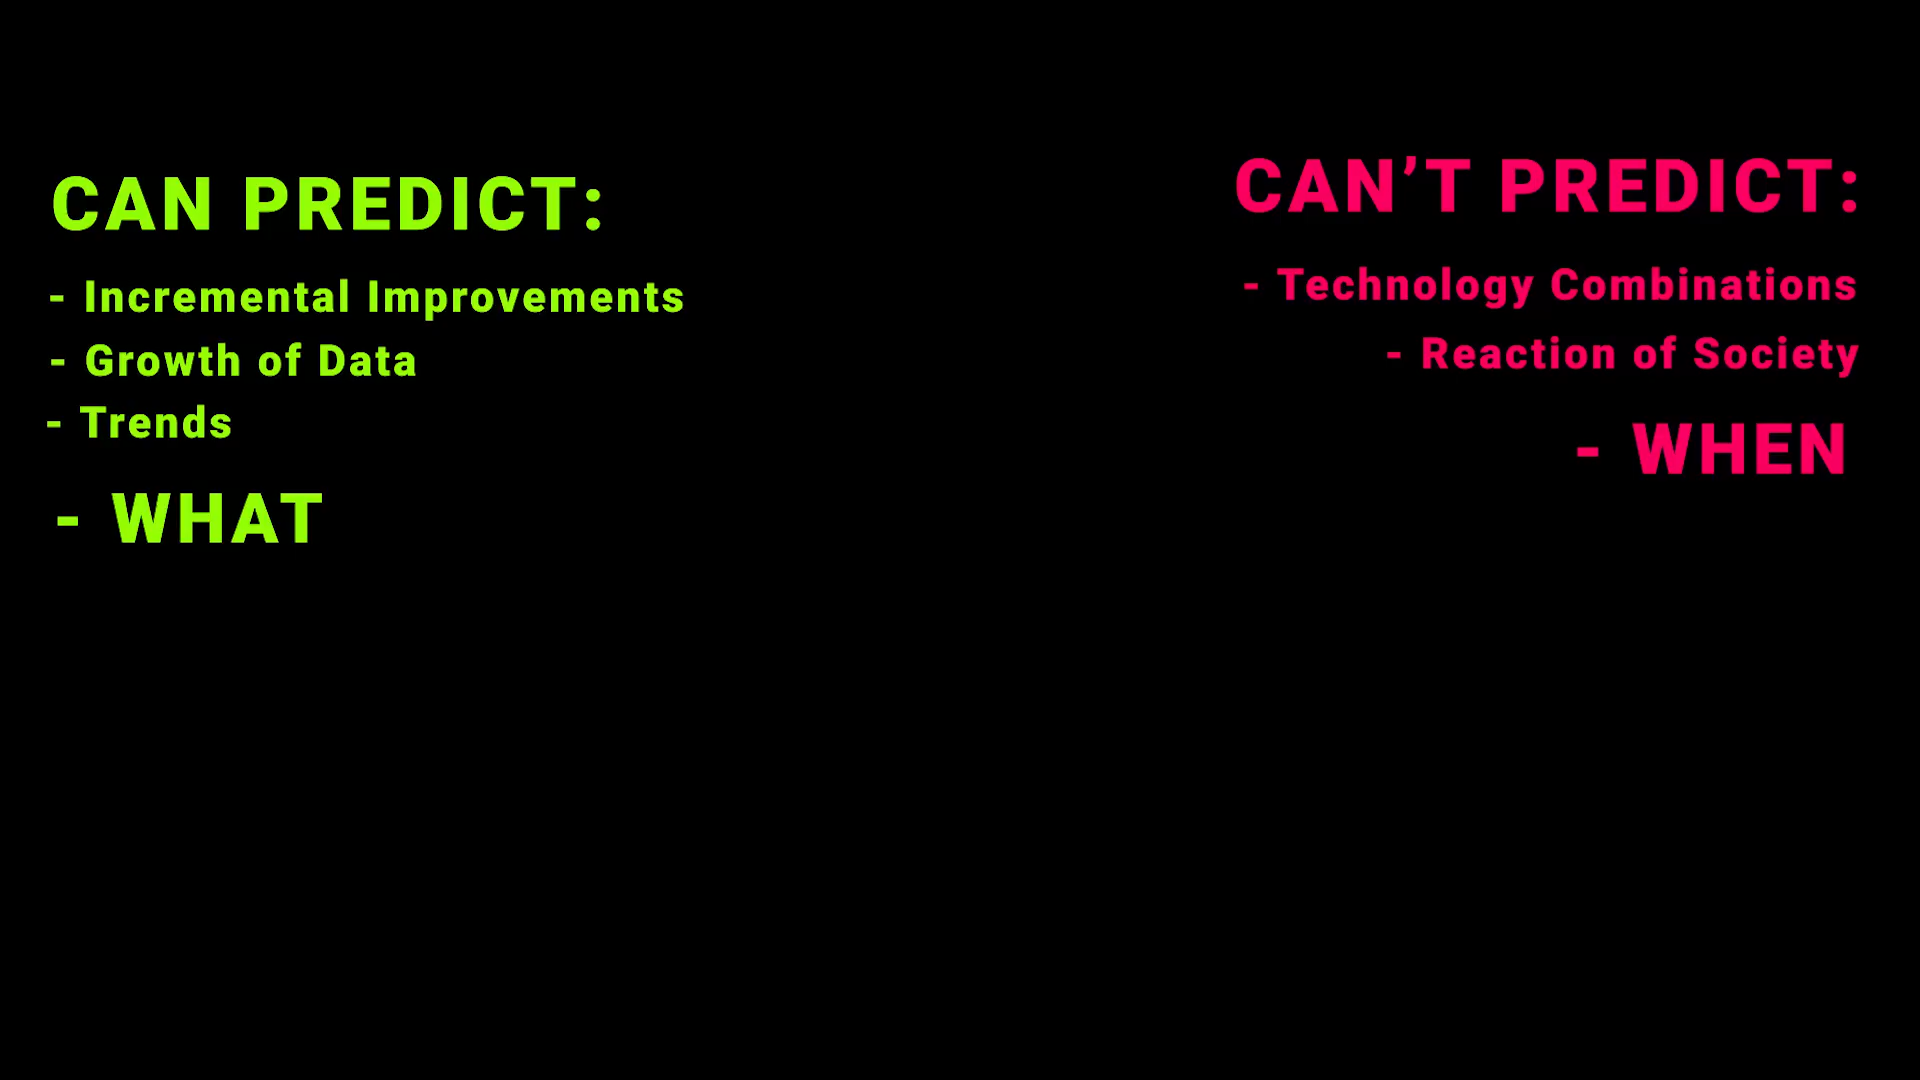 CAN PREDICT:
- Incremental Improvements
- Growth of Data
- Trends
- WHAT
CAN’T PREDICT:
- Technology Combinations
- Reaction of Society
- WHEN